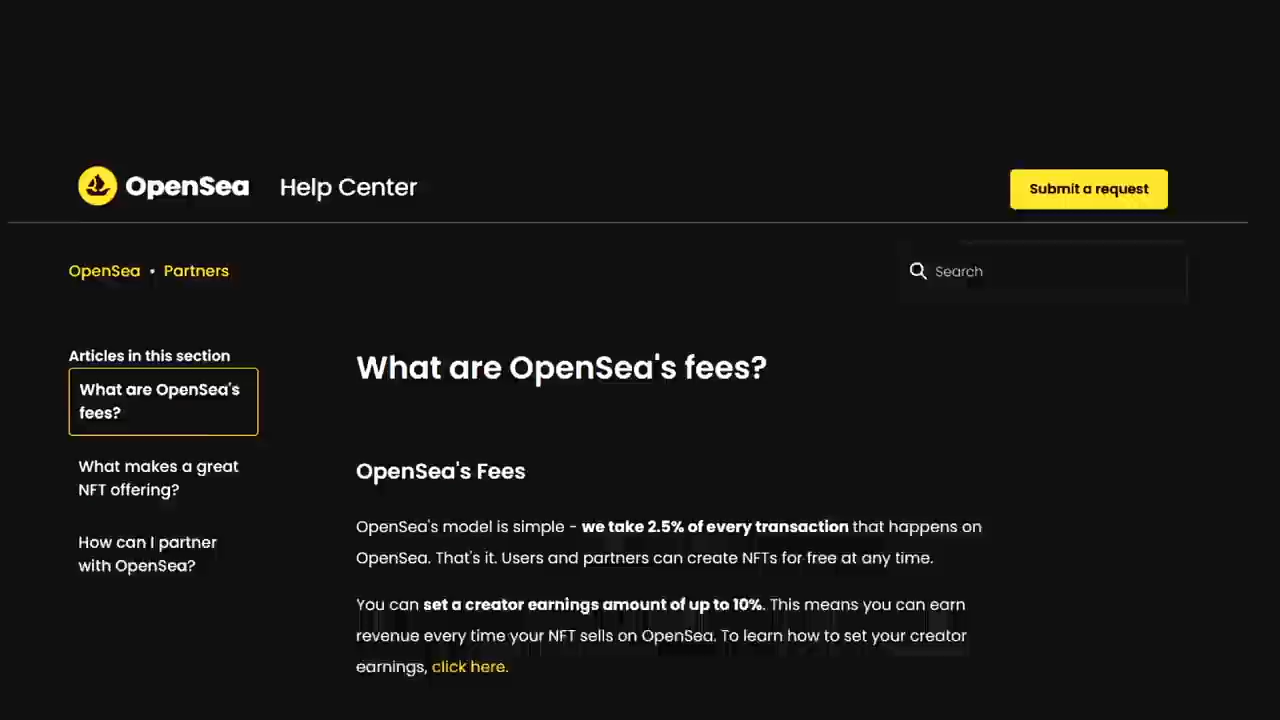 OpenSea Help Center
Submit a request
OpenSea • Partners
Search
Articles in this section
What are OpenSea's
fees?
What makes a great
NFT offering?
How can I partner
with OpenSea?
What are OpenSea's fees?
OpenSea's Fees
OpenSea's model is simple - we take 2.5% of every transaction that happens on
OpenSea. That's it. Users and partners can create NFTs for free at any time.
You can set a creator earnings amount of up to 10%. This means you can earn
revenue every time your NFT sells on OpenSea. To learn how to set your creator
earnings, click here.